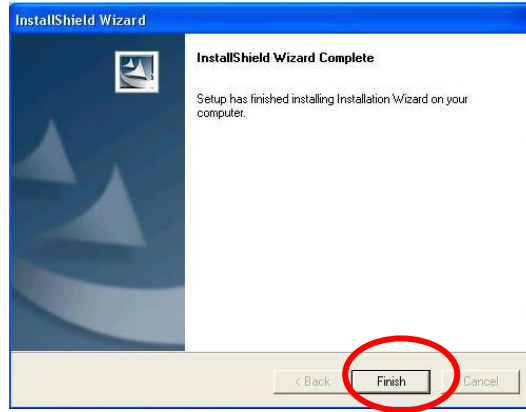 InstallShield Wizard
InstallShield Wizard Complete
Setup has finished installing Installation Wizard on your
computer.
< Back
Finish
Cancel